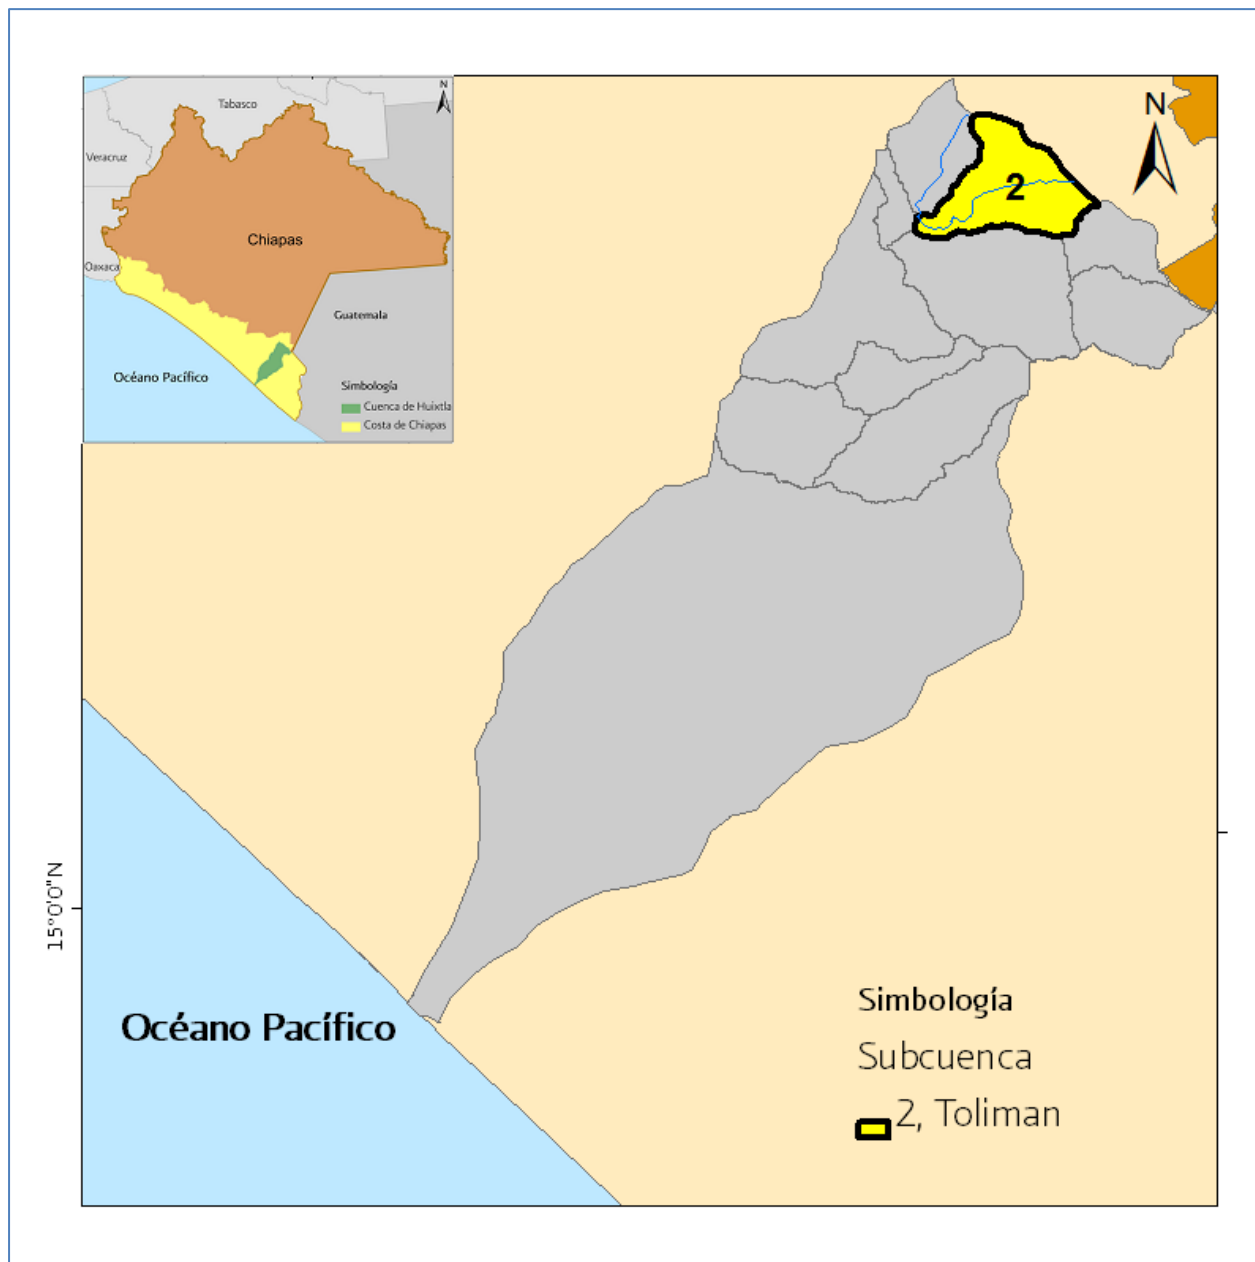 Tabasco
N
Veracruz
Chiapas
Oaxaca
Guatemala
Océano Pacífico
Simbología
Cuenca de Huixtla
Costa de Chiapas
N
2
15°0'0"N
Océano Pacífico
Simbología
Subcuenca
2, Toliman